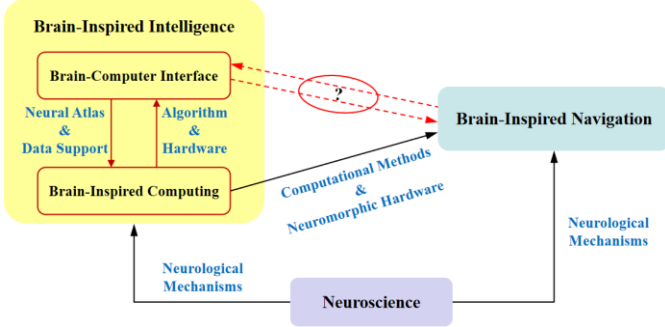 Brain-Inspired Intelligence
Brain-Computer Interface
Neural Atlas
&
Data Support
Algorithm
&
Hardware
Brain-Inspired Computing
?
Brain-Inspired Navigation
Computational Methods
&
Neuromorphic Hardware
Neurological
Mechanisms
Neurological
Mechanisms
Neuroscience